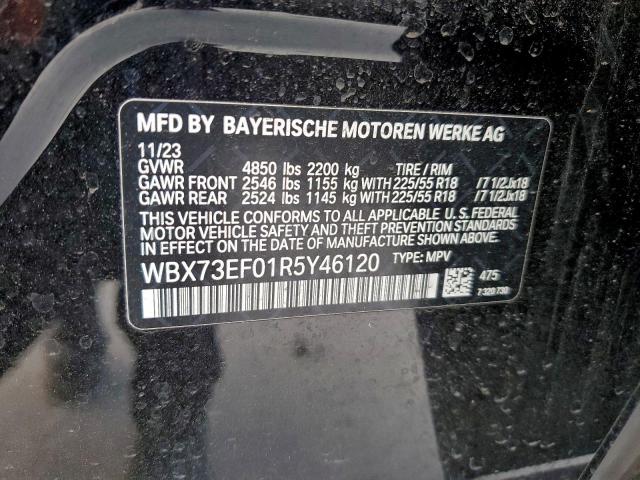 MFD BY BAYERISCHE MOTOREN WERKE AG
11/23
GVWR 4850 lbs 2200 kg TIRE / RIM
GAWR FRONT 2546 lbs 1155 kg WITH 225/55 R18 /7 1/2Jx18
GAWR REAR 2524 lbs 1145 kg WITH 225/55 R18 /7 1/2Jx18
THIS VEHICLE CONFORMS TO ALL APPLICABLE U. S. FEDERAL
MOTOR VEHICLE SAFETY AND THEFT PREVENTION STANDARDS
IN EFFECT ON THE DATE OF MANUFACTURE SHOWN ABOVE.
WBX73EF01R5Y46120 TYPE: MPV
475
7 320 730